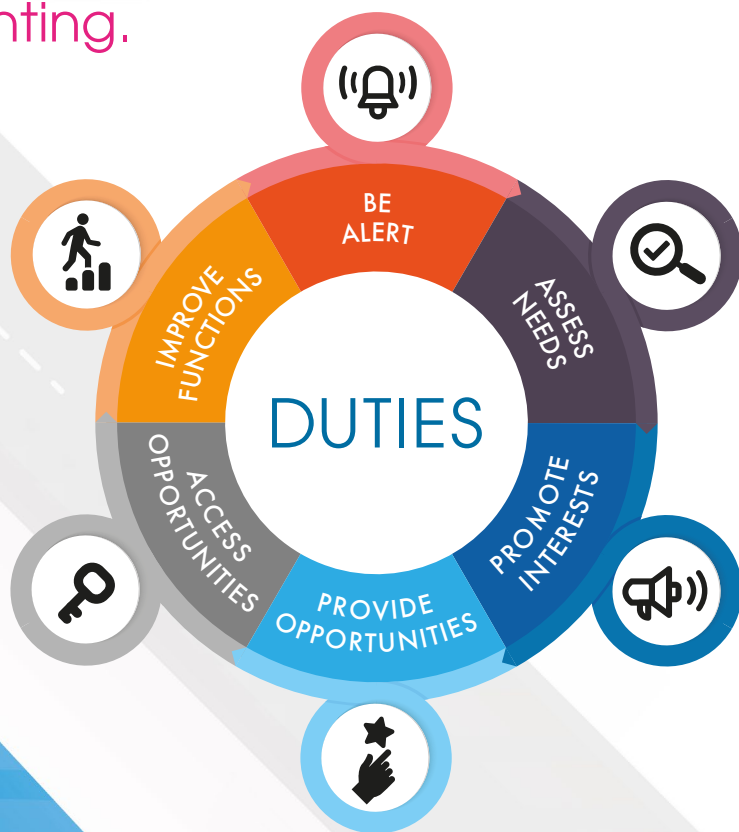 nting.
BE
ALERT
ASSESS
NEEDS
PROMOTE
INTERESTS
PROVIDE
OPPORTUNITIES
ACCESS
OPPORTUNITIES
IMPROVE
FUNCTIONS
DUTIES